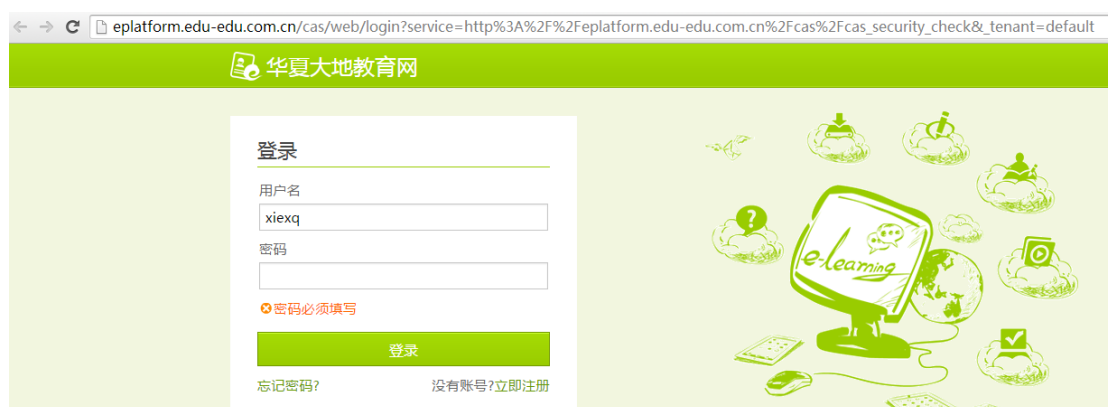 eplatform.edu-edu.com.cn/cas/web/login?service=http%3A%2F%2Feplatform.edu-edu.com.cn%2Fcas%2Fcas_security_check&_tenant=default
华夏大地教育网
登录
用户名
xiexq
密码
密码必须填写
登录
忘记密码?
没有账号?立即注册
e-learning